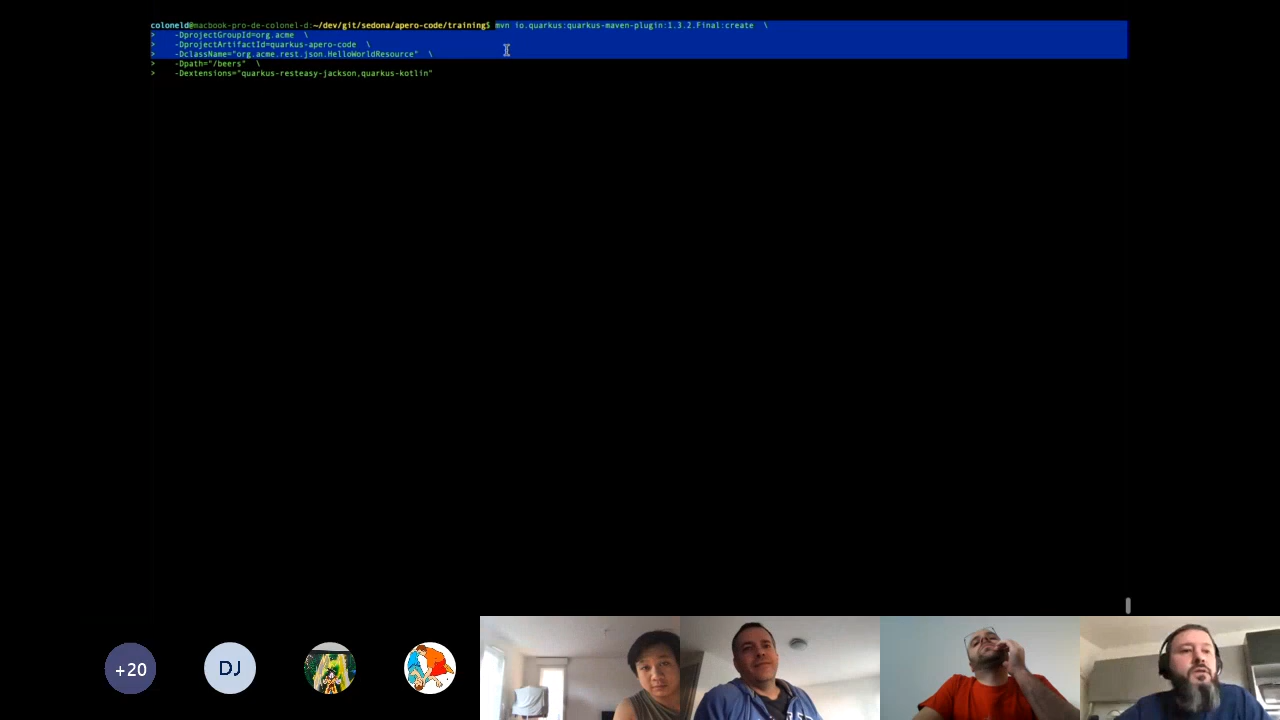 coloneld@macbook-pro-de-colonel-d:~/dev/git/sedona/apero-code/training$ mvn io.quarkus:quarkus-maven-plugin:1.3.2.Final:create \
> -DprojectGroupId=org.acme \
> -DprojectArtifactId=quarkus-apero-code \
> -DclassName="org.acme.rest.json.HelloWorldResource" \
> -Dpath="/beers" \
> -Dextensions="quarkus-resteasy-jackson,quarkus-kotlin"
+20
DJ